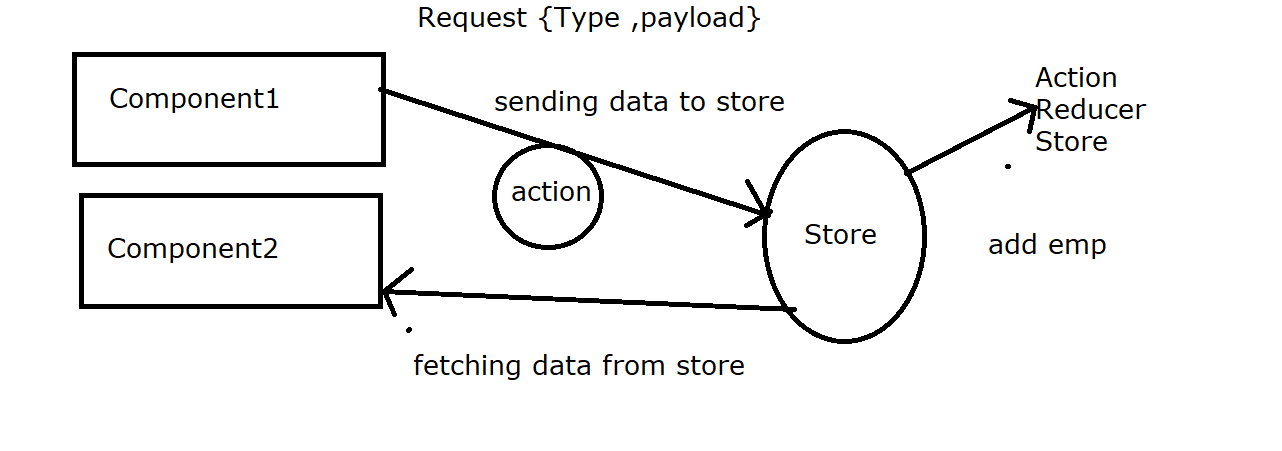 Request {Type ,payload}
Component1
sending data to store
Action
Reducer
Store
action
Component2
Store
add emp
fetching data from store